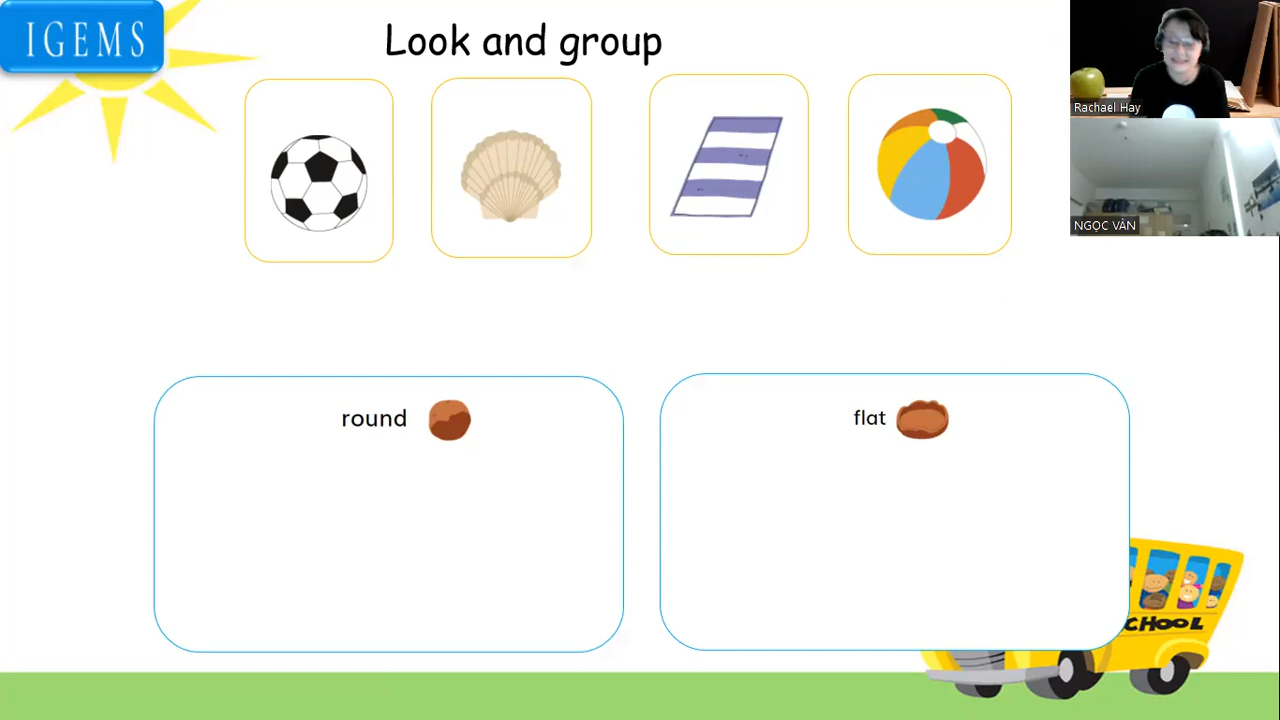 IGEMS
Look and group
Rachael Hay
NGỌC VÂN
round
flat
CHOOL